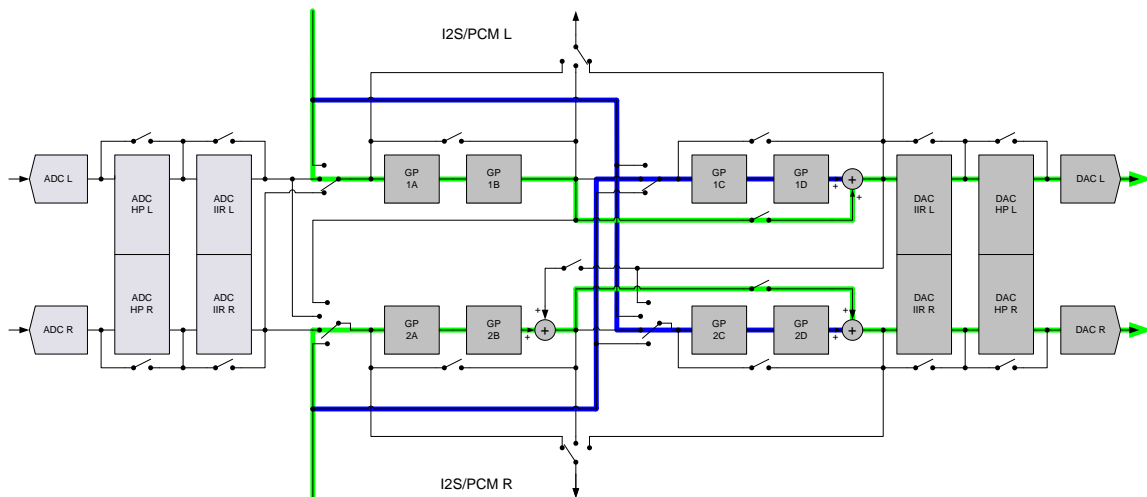 I2S/PCM L
ADC L
ADC
HP L
ADC
IIR L
GP
1A
GP
1B
GP
1C
GP
1D
+
+
+
DAC
IIR L
DAC
HP L
DAC L
ADC R
ADC
HP R
ADC
IIR R
GP
2A
GP
2B
+
+
+
GP
2C
GP
2D
+
+
+
DAC
IIR R
DAC
HP R
DAC R
I2S/PCM R